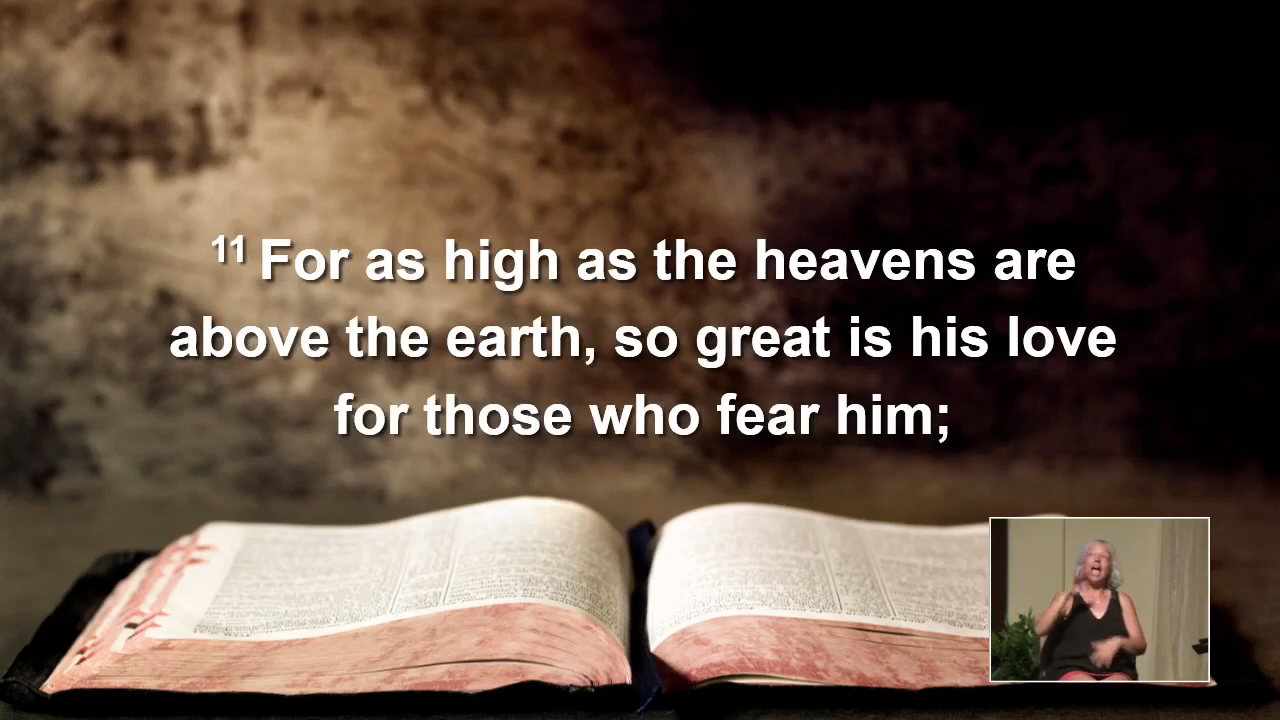 11 For as high as the heavens are
above the earth, so great is his love
for those who fear him;